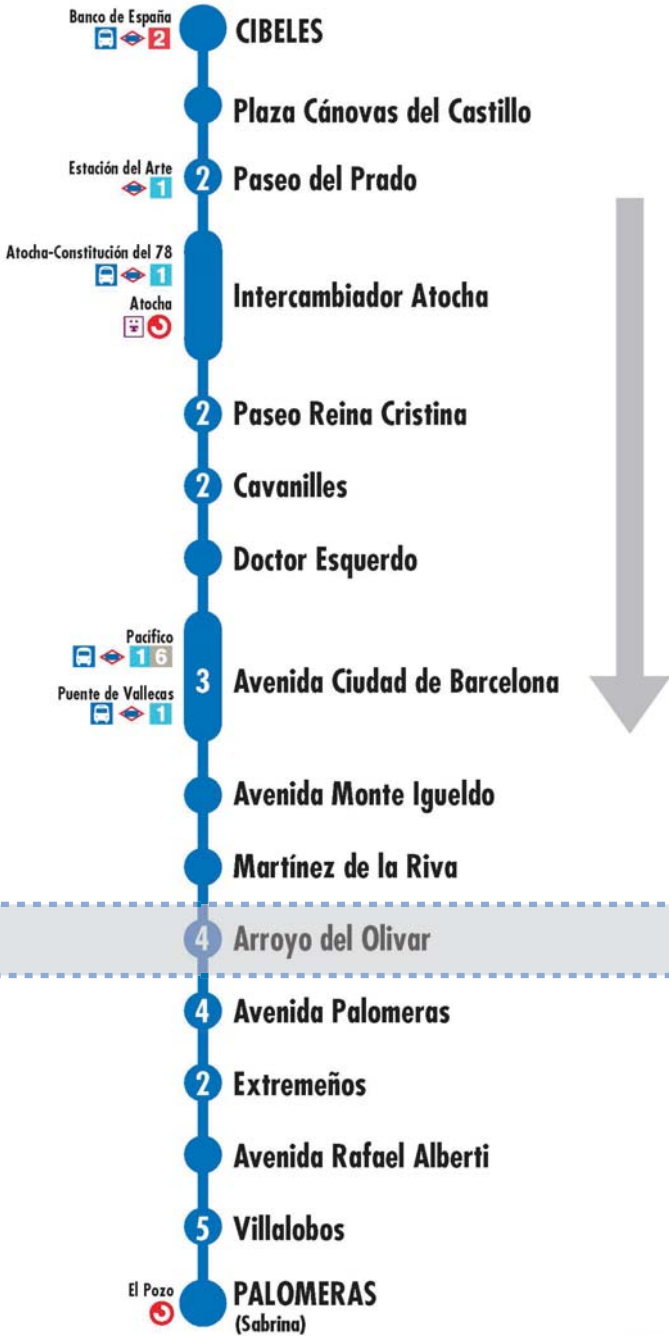 Banco de España
2
CIBELES
Plaza Cánovas del Castillo
Estación del Arte
1
2
Paseo del Prado
Atocha-Constitución del 78
1
Atocha
Intercambiador Atocha
2
Paseo Reina Cristina
2
Cavanilles
Doctor Esquerdo
Pacífico
1 6
Puente de Vallecas
1
3
Avenida Ciudad de Barcelona
Avenida Monte Igueldo
Martínez de la Riva
4
Arroyo del Olivar
4
Avenida Palomeras
2
Extremeños
Avenida Rafael Alberti
5
Villalobos
El Pozo
PALOMERAS
(Sabrina)